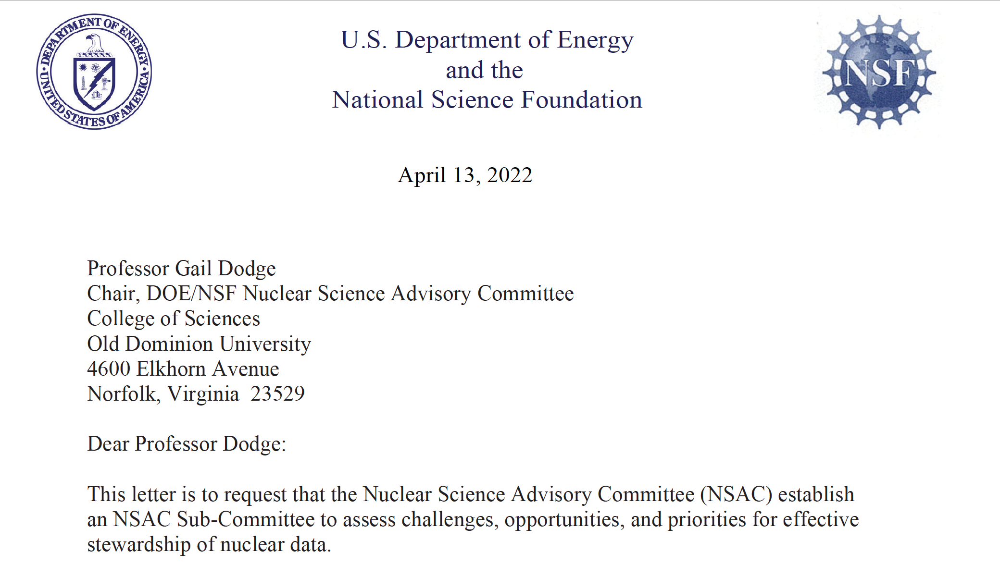 DEPARTMENT OF ENERGY
UNITED STATES OF AMERICA
U.S. Department of Energy
and the
National Science Foundation
NSF
April 13, 2022
Professor Gail Dodge
Chair, DOE/NSF Nuclear Science Advisory Committee
College of Sciences
Old Dominion University
4600 Elkhorn Avenue
Norfolk, Virginia  23529
Dear Professor Dodge:
This letter is to request that the Nuclear Science Advisory Committee (NSAC) establish
an NSAC Sub-Committee to assess challenges, opportunities, and priorities for effective
stewardship of nuclear data.